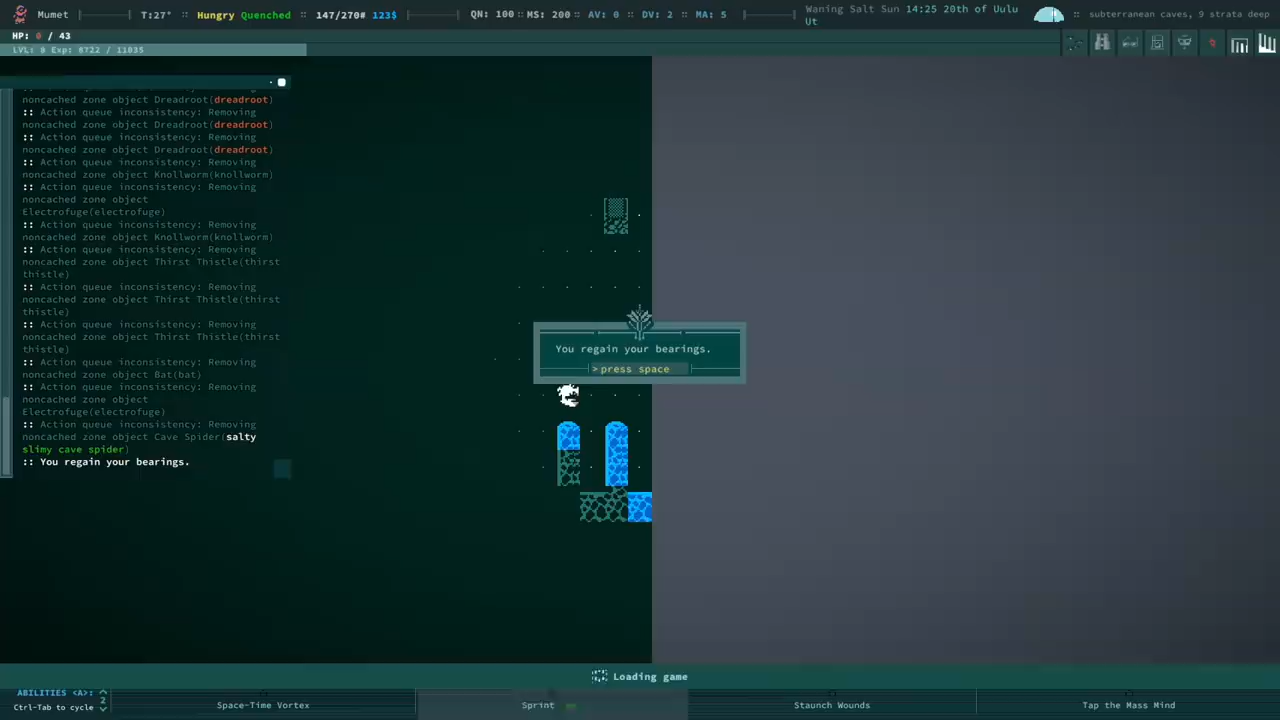 Mumet T:27° Hungry Quenched :: 147/270# 123$ QN: 100 :: MS: 200 :: AV: 0 :: DV: 2 :: MA: 5 Waning Salt Sun 14:25 20th of Uulu Ut :: subterranean caves, 9 strata deep
HP: 0 / 43
LVL: 8 Exp: 8722 / 11035
noncached zone object Dreadroot(dreadroot)
:: Action queue inconsistency: Removing
noncached zone object Dreadroot(dreadroot)
:: Action queue inconsistency: Removing
noncached zone object Dreadroot(dreadroot)
:: Action queue inconsistency: Removing
noncached zone object Knollworm(knollworm)
:: Action queue inconsistency: Removing
noncached zone object
Electrofuge(electrofuge)
:: Action queue inconsistency: Removing
noncached zone object Knollworm(knollworm)
:: Action queue inconsistency: Removing
noncached zone object Thirst Thistle(thirst
thistle)
:: Action queue inconsistency: Removing
noncached zone object Thirst Thistle(thirst
thistle)
:: Action queue inconsistency: Removing
noncached zone object Thirst Thistle(thirst
thistle)
:: Action queue inconsistency: Removing
noncached zone object Bat(bat)
:: Action queue inconsistency: Removing
noncached zone object
Electrofuge(electrofuge)
:: Action queue inconsistency: Removing
noncached zone object Cave Spider(salty
slimy cave spider)
:: You regain your bearings.
You regain your bearings.
> press space
Loading game
ABILITIES <A>: 2
Ctrl-Tab to cycle
Space-Time Vortex Sprint Staunch Wounds Tap the Mass Mind